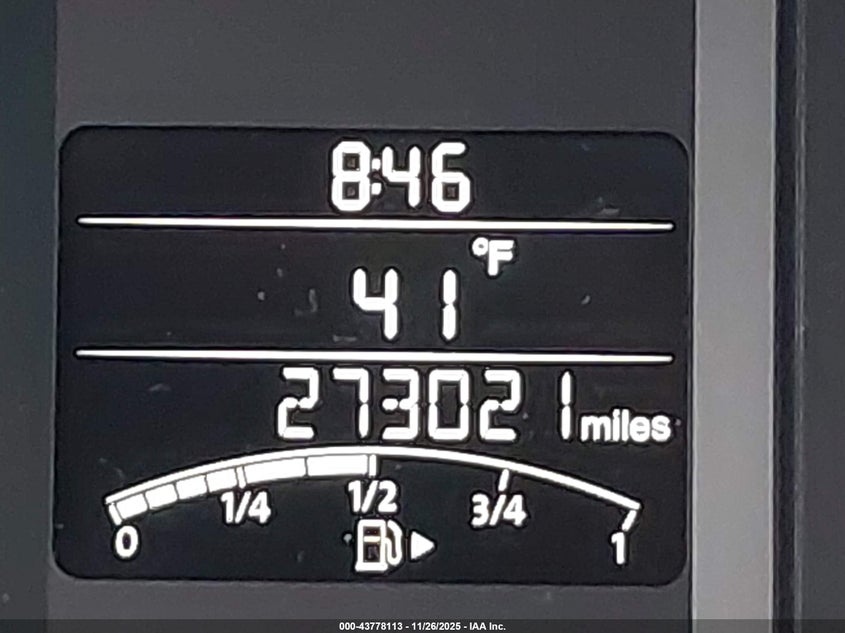 8:46
°F
41
273021 miles
1/4 1/2 3/4
0 1
000-43778113 - 11/26/2025 - IAA Inc.